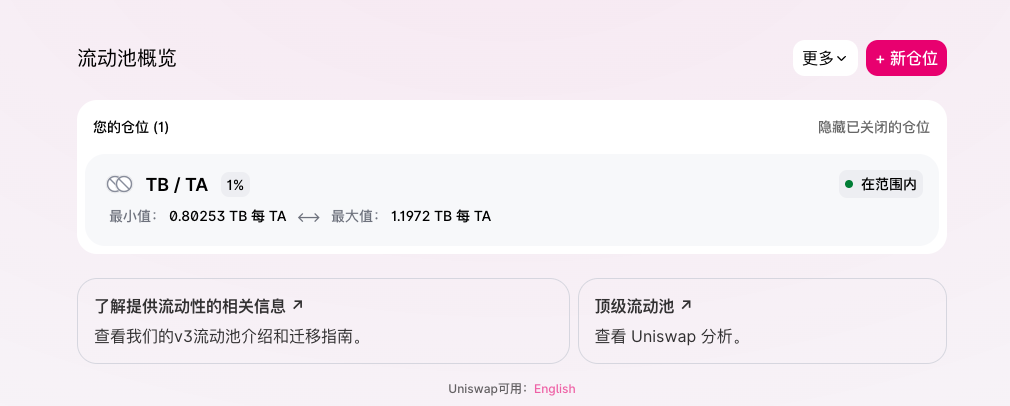 流动池概览
更多
+ 新仓位
您的仓位 (1)
隐藏已关闭的仓位
TB / TA 1%
在范围内
最小值: 0.80253 TB 每 TA ⟷ 最大值: 1.1972 TB 每 TA
了解提供流动性的相关信息 ↗
查看我们的v3流动池介绍和迁移指南。
顶级流动池 ↗
查看 Uniswap 分析。
Uniswap可用: English